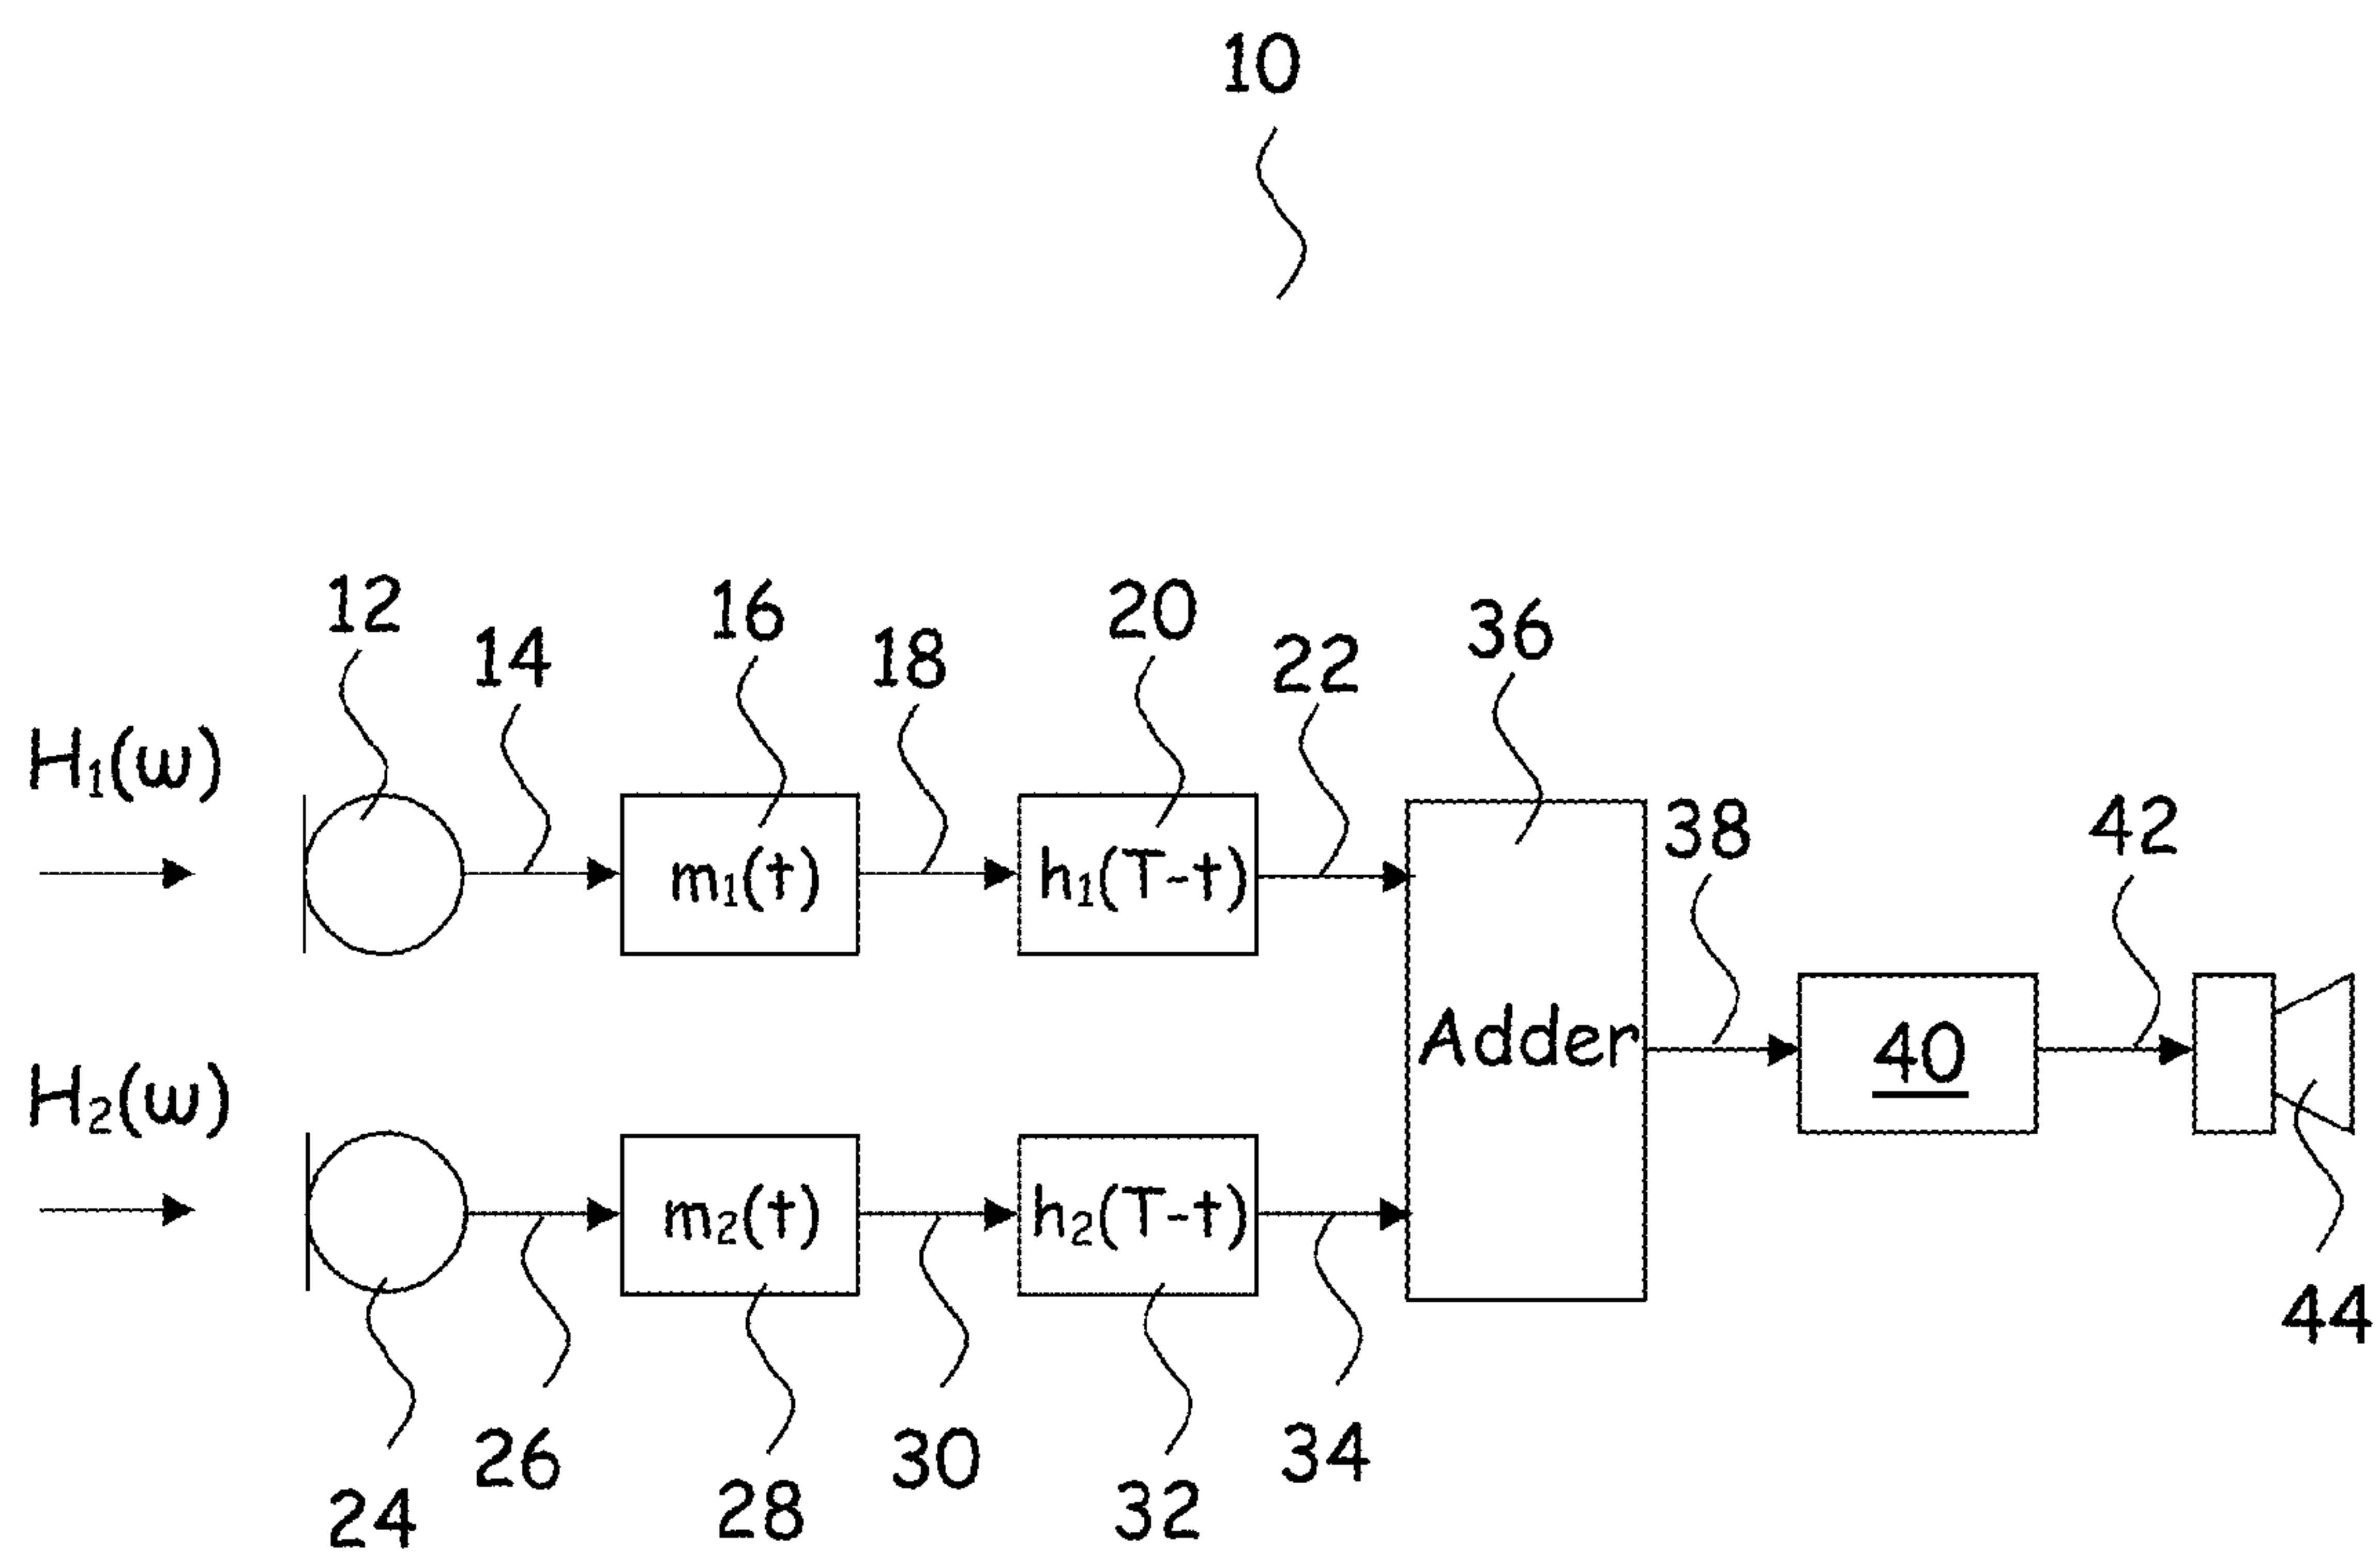 10
12
14
16
18
20
22
36
38
42
H₁(ω)
m₁(t)
h₁(T-t)
Adder
40
H₂(ω)
m₂(t)
h₂(T-t)
44
24
26
28
30
32
34